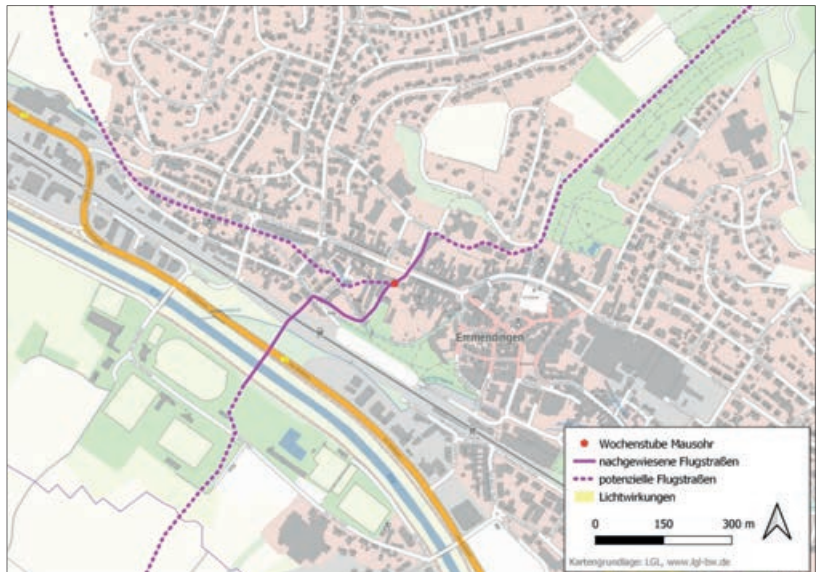 Emmendingen
Wochenstube Mausohr
nachgewiesene Flugstraßen
potenzielle Flugstraßen
Lichtwirkungen
0 150 300 m
Kartengrundlage: LGL, www.lgl-bw.de